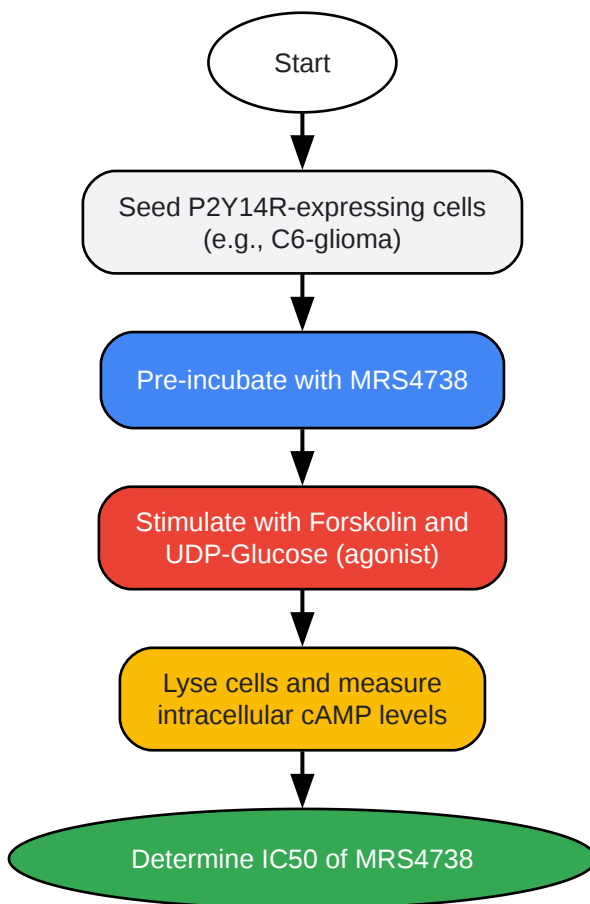 Start
Seed P2Y14R-expressing cells
(e.g., C6-glioma)
Pre-incubate with MRS4738
Stimulate with Forskolin and
UDP-Glucose (agonist)
Lyse cells and measure
intracellular cAMP levels
Determine IC50 of MRS4738